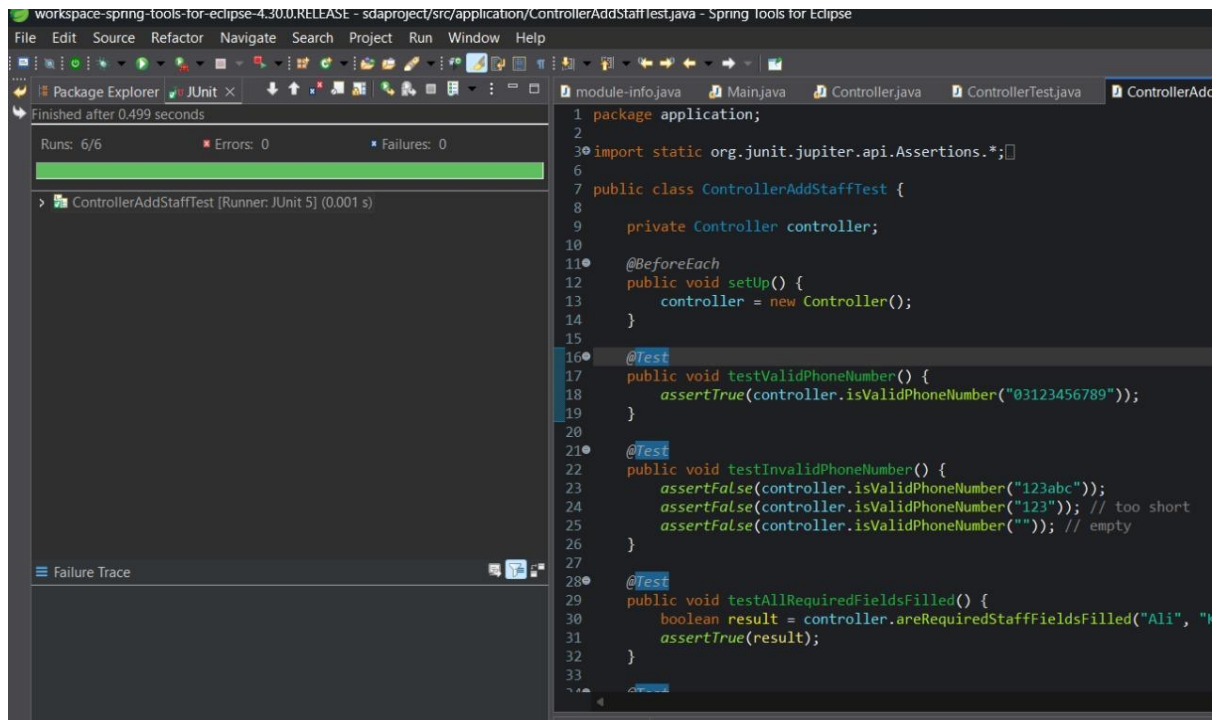 workspace-spring-tools-for-eclipse-4.30.0.RELEASE - sdaproject/src/application/ControllerAddStaffTest.java - Spring Tools for Eclipse
File Edit Source Refactor Navigate Search Project Run Window Help
Package Explorer JUnit
Finished after 0.499 seconds
Runs: 6/6 Errors: 0 Failures: 0
ControllerAddStaffTest [Runner: JUnit 5] (0.001 s)
Failure Trace
module-info.java Main.java Controller.java ControllerTest.java ControllerAdd
1 package application;
2
3 import static org.junit.jupiter.api.Assertions.*;
6
7 public class ControllerAddStaffTest {
8
9 private Controller controller;
10
11 @BeforeEach
12 public void setUp() {
13 controller = new Controller();
14 }
15
16 @Test
17 public void testValidPhoneNumber() {
18 assertTrue(controller.isValidPhoneNumber("03123456789"));
19 }
20
21 @Test
22 public void testInvalidPhoneNumber() {
23 assertFalse(controller.isValidPhoneNumber("123abc"));
24 assertFalse(controller.isValidPhoneNumber("123")); // too short
25 assertFalse(controller.isValidPhoneNumber("")); // empty
26 }
27
28 @Test
29 public void testAllRequiredFieldsFilled() {
30 boolean result = controller.areRequiredStaffFieldsFilled("Ali", "
31 assertTrue(result);
32 }
33